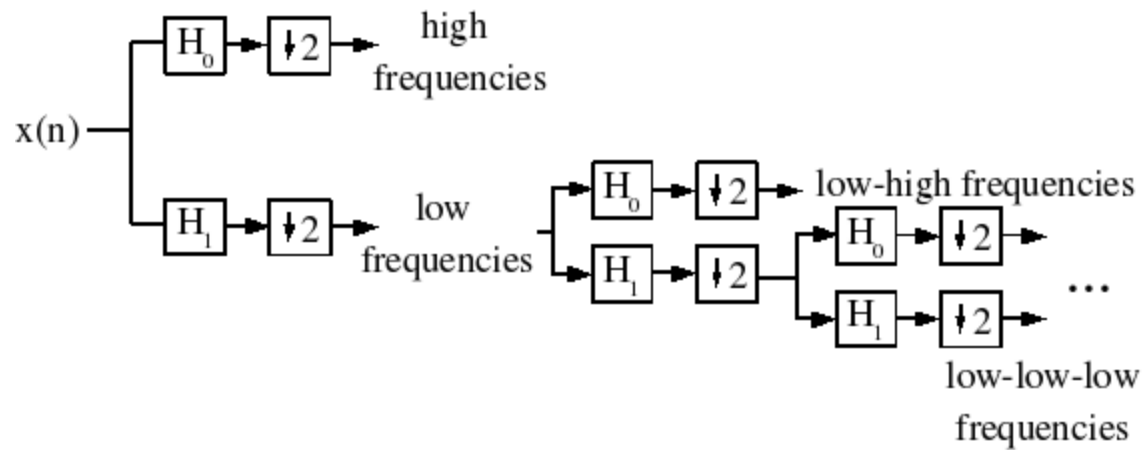 x(n)
H₀ ↓2 high
frequencies
H₁ ↓2 low
frequencies
H₀ ↓2 low-high frequencies
H₁ ↓2
H₀ ↓2
...
H₁ ↓2
low-low-low
frequencies